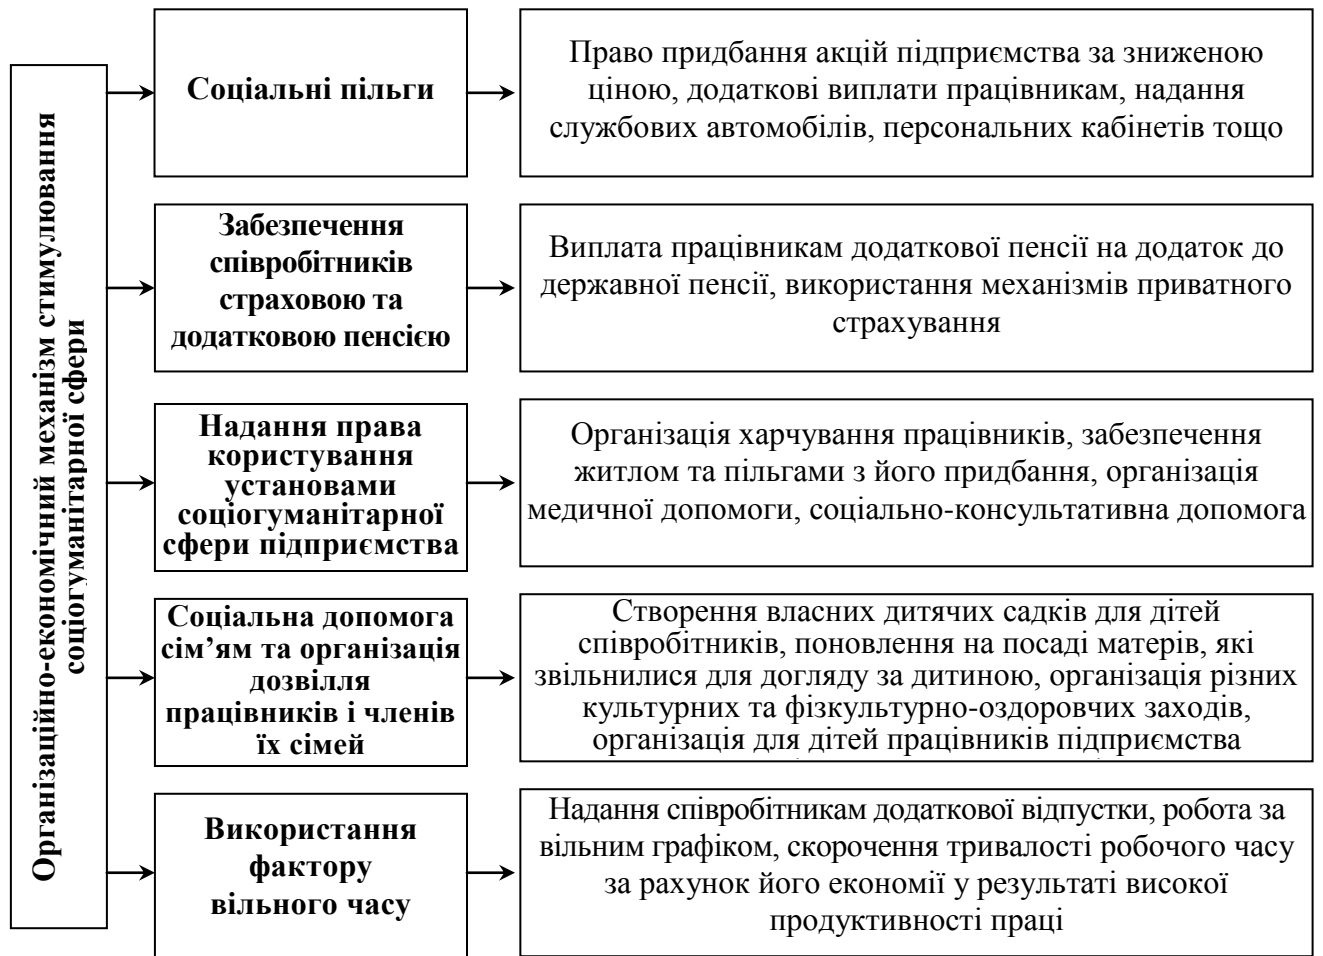 Організаційно-економічний механізм стимулювання
соціогуманітарної сфери
Соціальні пільги
Право придбання акцій підприємства за зниженою
ціною, додаткові виплати працівникам, надання
службових автомобілів, персональних кабінетів тощо
Забезпечення
співробітників
страховою та
додатковою пенсією
Виплата працівникам додаткової пенсії на додаток до
державної пенсії, використання механізмів приватного
страхування
Надання права
користування
установами
соціогуманітарної
сфери підприємства
Організація харчування працівників, забезпечення
житлом та пільгами з його придбання, організація
медичної допомоги, соціально-консультативна допомога
Соціальна допомога
сім’ям та організація
дозвілля
працівників і членів
їх сімей
Створення власних дитячих садків для дітей
співробітників, поновлення на посаді матерів, які
звільнилися для догляду за дитиною, організація різних
культурних та фізкультурно-оздоровчих заходів,
організація для дітей працівників підприємства
Використання
фактору
вільного часу
Надання співробітникам додаткової відпустки, робота за
вільним графіком, скорочення тривалості робочого часу
за рахунок його економії у результаті високої
продуктивності праці